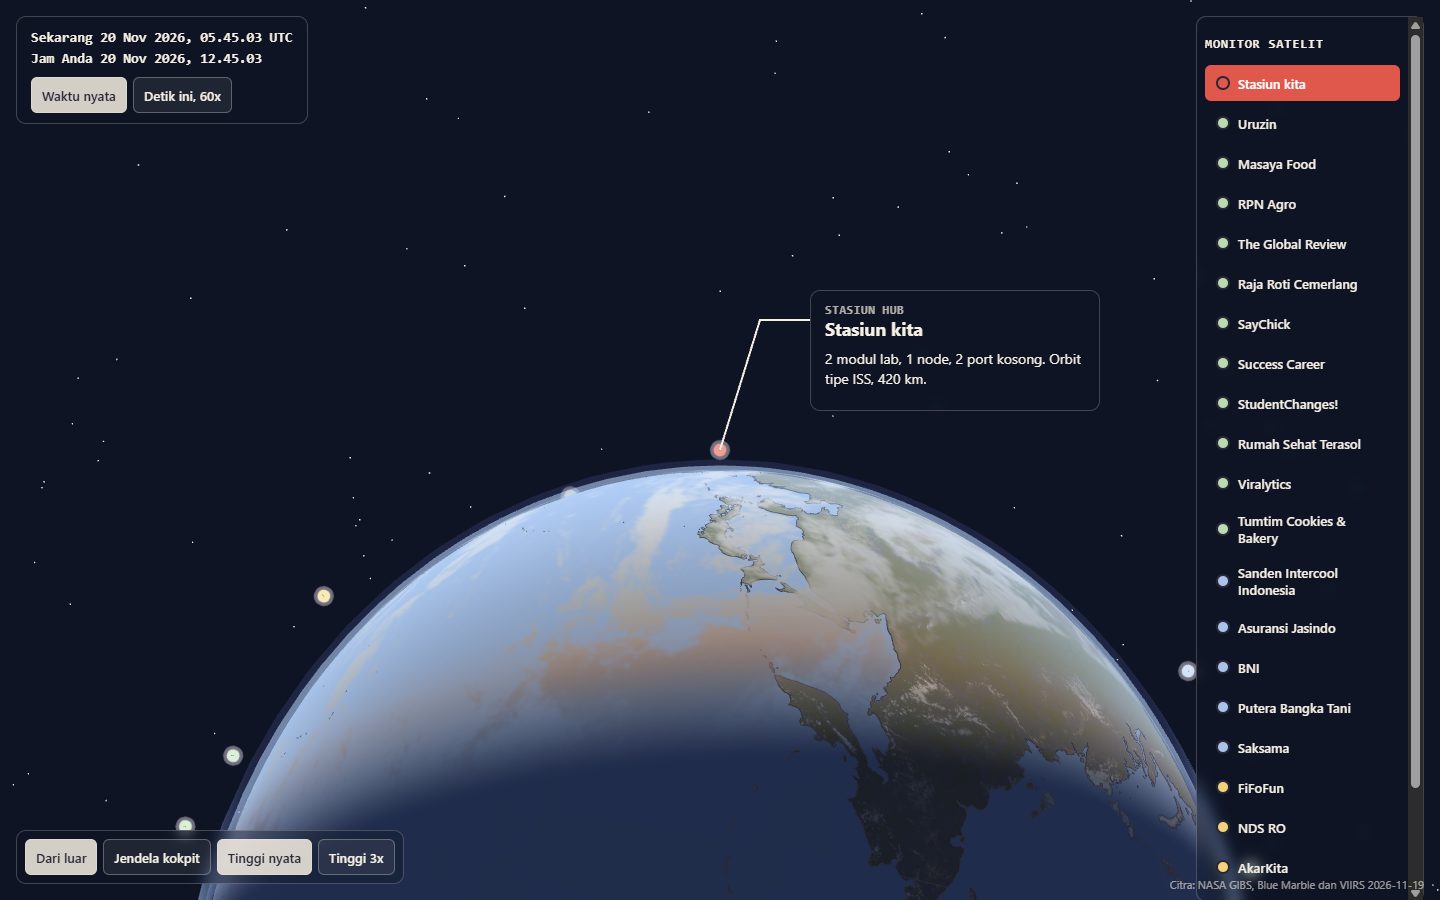 Sekarang 20 Nov 2026, 05.45.03 UTC
Jam Anda 20 Nov 2026, 12.45.03
Waktu nyata
Detik ini, 60x
STASIUN HUB
Stasiun kita
2 modul lab, 1 node, 2 port kosong. Orbit
tipe ISS, 420 km.
MONITOR SATELIT
Stasiun kita
Uruzin
Masaya Food
RPN Agro
The Global Review
Raja Roti Cemerlang
SayChick
Success Career
StudentChanges!
Rumah Sehat Terasol
Viralytics
Tumtim Cookies &
Bakery
Sanden Intercool
Indonesia
Asuransi Jasindo
BNI
Putera Bangka Tani
Saksama
FiFoFun
NDS RO
AkarKita
Dari luar
Jendela kokpit
Tinggi nyata
Tinggi 3x
Citra: NASA GIBS, Blue Marble dan VIIRS 2026-11-19